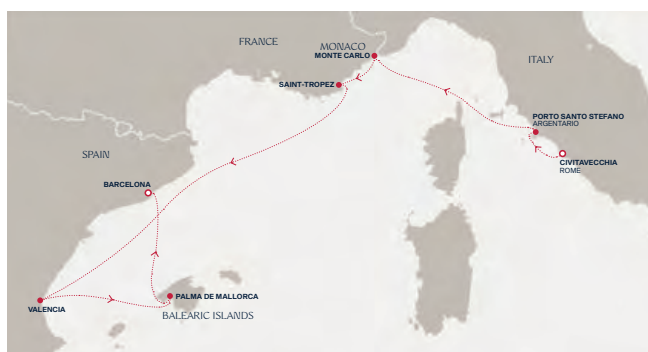 FRANCE
MONACO
MONTE CARLO
ITALY
SAINT-TROPEZ
PORTO SANTO STEFANO
ARGENTARIO
SPAIN
CIVITAVECCHIA
ROME
BARCELONA
PALMA DE MALLORCA
VALENCIA
BALEARIC ISLANDS